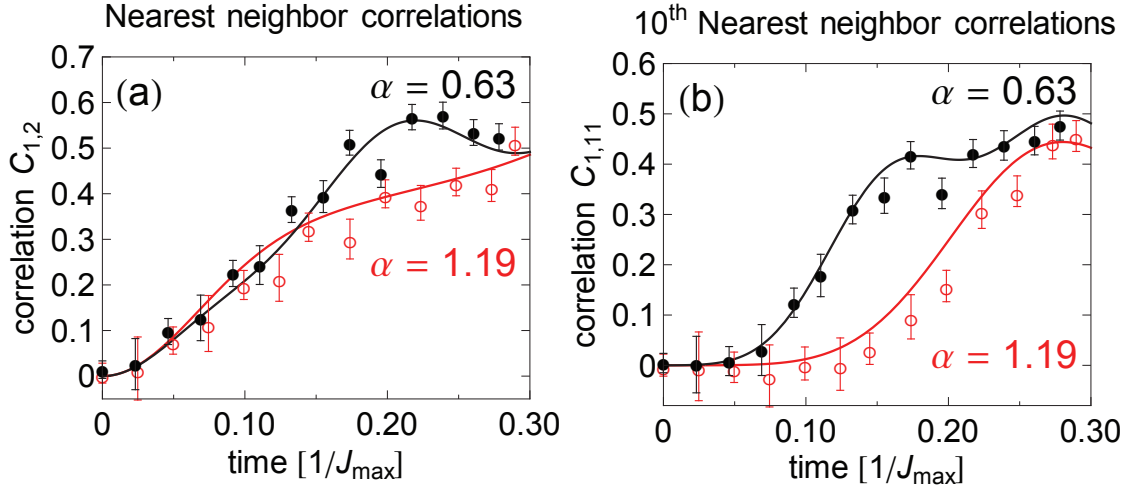 Nearest neighbor correlations
(a)
α = 0.63
α = 1.19
correlation C1,2
0.7
0.6
0.5
0.4
0.3
0.2
0.1
0
0 0.10 0.20 0.30
time [1/Jmax]
10th Nearest neighbor correlations
(b)
α = 0.63
α = 1.19
correlation C1,11
0.6
0.5
0.4
0.3
0.2
0.1
0
0 0.10 0.20 0.30
time [1/Jmax]